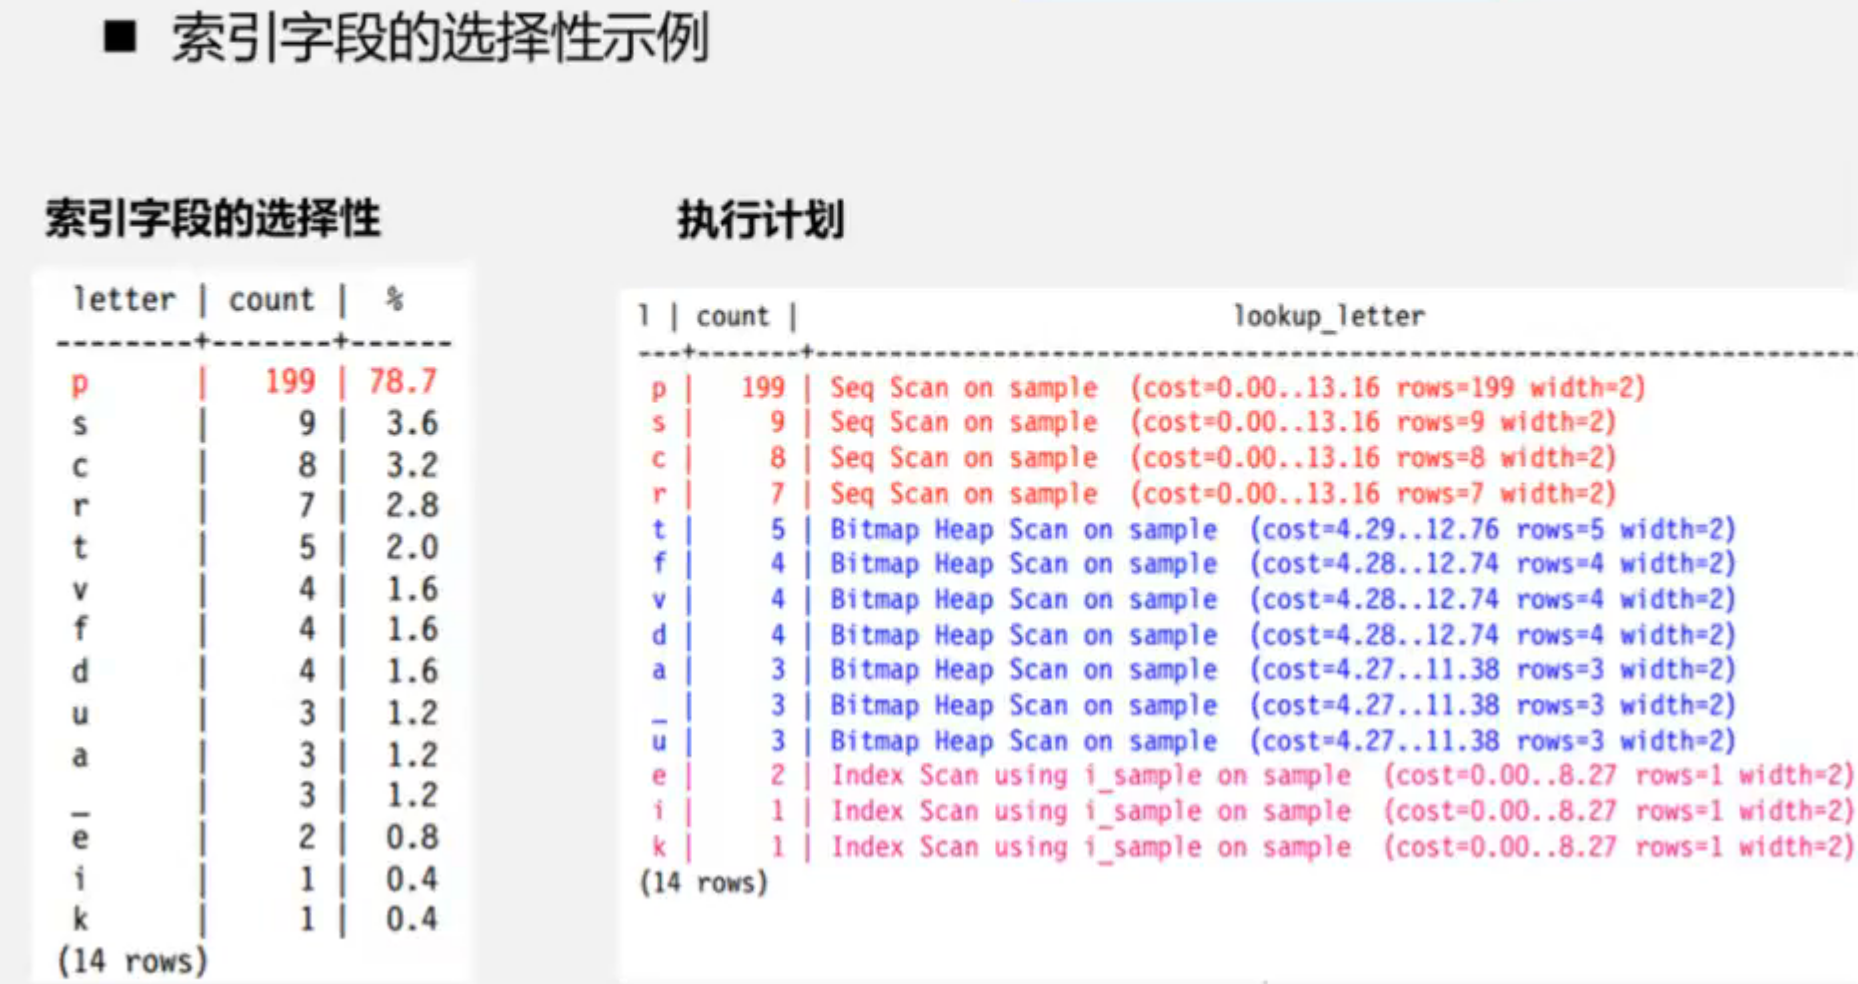 ■ 索引字段的选择性示例
索引字段的选择性
letter | count | %
--------+-------+------
p | 199 | 78.7
s | 9 | 3.6
c | 8 | 3.2
r | 7 | 2.8
t | 5 | 2.0
v | 4 | 1.6
f | 4 | 1.6
d | 4 | 1.6
u | 3 | 1.2
a | 3 | 1.2
_ | 3 | 1.2
e | 2 | 0.8
i | 1 | 0.4
k | 1 | 0.4
(14 rows)
执行计划
l | count | lookup_letter
---+-------+----------------------------------------------------------------------
p | 199 | Seq Scan on sample (cost=0.00..13.16 rows=199 width=2)
s | 9 | Seq Scan on sample (cost=0.00..13.16 rows=9 width=2)
c | 8 | Seq Scan on sample (cost=0.00..13.16 rows=8 width=2)
r | 7 | Seq Scan on sample (cost=0.00..13.16 rows=7 width=2)
t | 5 | Bitmap Heap Scan on sample (cost=4.29..12.76 rows=5 width=2)
f | 4 | Bitmap Heap Scan on sample (cost=4.28..12.74 rows=4 width=2)
v | 4 | Bitmap Heap Scan on sample (cost=4.28..12.74 rows=4 width=2)
d | 4 | Bitmap Heap Scan on sample (cost=4.28..12.74 rows=4 width=2)
a | 3 | Bitmap Heap Scan on sample (cost=4.27..11.38 rows=3 width=2)
_ | 3 | Bitmap Heap Scan on sample (cost=4.27..11.38 rows=3 width=2)
u | 3 | Bitmap Heap Scan on sample (cost=4.27..11.38 rows=3 width=2)
e | 2 | Index Scan using i_sample on sample (cost=0.00..8.27 rows=1 width=2)
i | 1 | Index Scan using i_sample on sample (cost=0.00..8.27 rows=1 width=2)
k | 1 | Index Scan using i_sample on sample (cost=0.00..8.27 rows=1 width=2)
(14 rows)